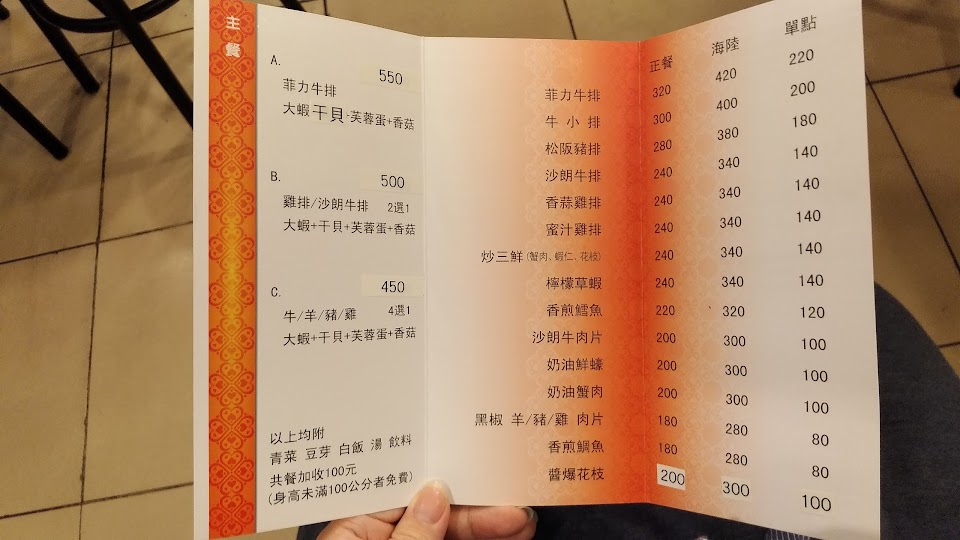 主餐
A.
550
菲力牛排
大蝦 干貝+芙蓉蛋+香菇
B.
500
雞排/沙朗牛排 2選1
大蝦+干貝+芙蓉蛋+香菇
C.
450
牛/羊/豬/雞 4選1
大蝦+干貝+芙蓉蛋+香菇
以上均附
青菜 豆芽 白飯 湯 飲料
共餐加收100元
(身高未滿100公分者免費)
正餐 海陸 單點
菲力牛排 320 420 220
牛小排 300 400 200
松阪豬排 280 380 180
沙朗牛排 240 340 140
香蒜雞排 240 340 140
蜜汁雞排 240 340 140
炒三鮮(蟹肉、蝦仁、花枝) 240 340 140
檸檬草蝦 240 340 140
香煎鱈魚 220 320 120
沙朗牛肉片 200 300 100
奶油鮮蠔 200 300 100
奶油蟹肉 200 300 100
黑椒 羊/豬/雞 肉片 180 280 80
香煎鯛魚 180 280 80
醬爆花枝 200 300 100